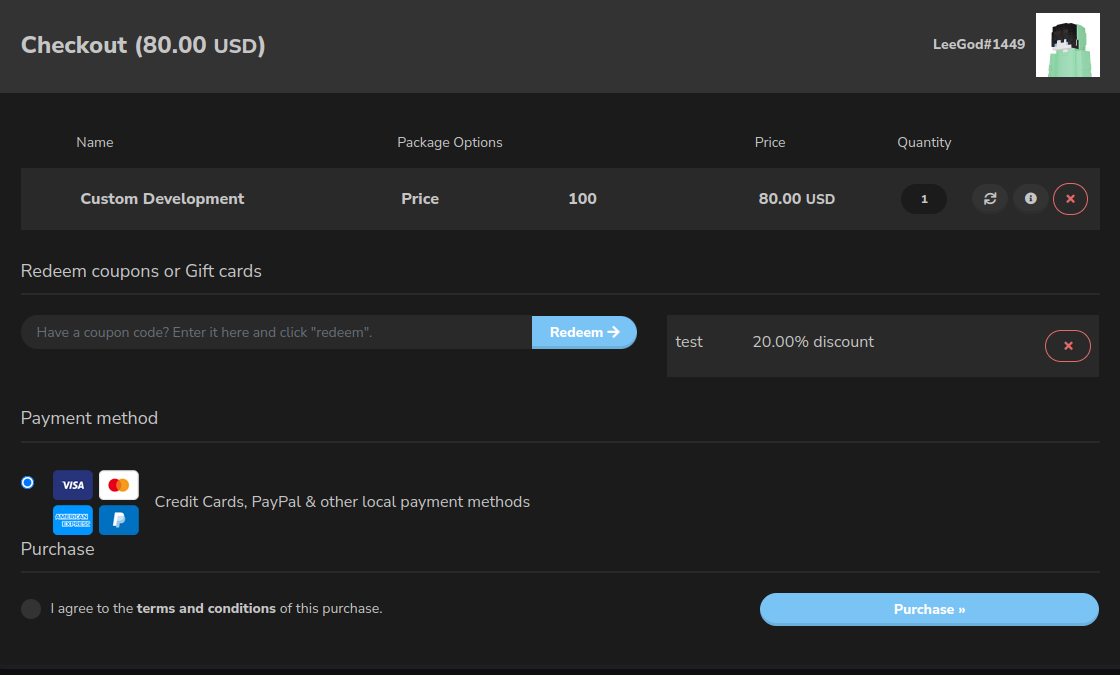 Checkout (80.00 USD)
LeeGod#1449
Name Package Options Price Quantity
Custom Development Price 100 80.00 USD 1
Redeem coupons or Gift cards
Have a coupon code? Enter it here and click "redeem". Redeem
test 20.00% discount
Payment method
VISA
AMERICAN EXPRESS
Credit Cards, PayPal & other local payment methods
Purchase
I agree to the terms and conditions of this purchase.
Purchase »